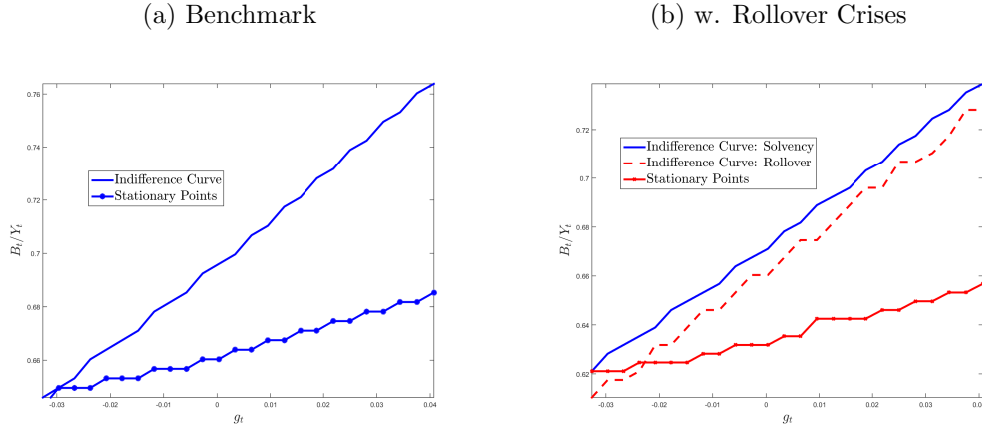 (a) Benchmark
(b) w. Rollover Crises
0.76
0.74
0.72
0.7
0.68
0.66
B_t/Y_t
Indifference Curve
Stationary Points
-0.03
-0.02
-0.01
0
0.01
0.02
0.03
0.04
g_t
0.72
0.7
0.68
0.66
0.64
0.62
B_t/Y_t
Indifference Curve: Solvency
Indifference Curve: Rollover
Stationary Points
-0.03
-0.02
-0.01
0
0.01
0.02
0.03
g_t